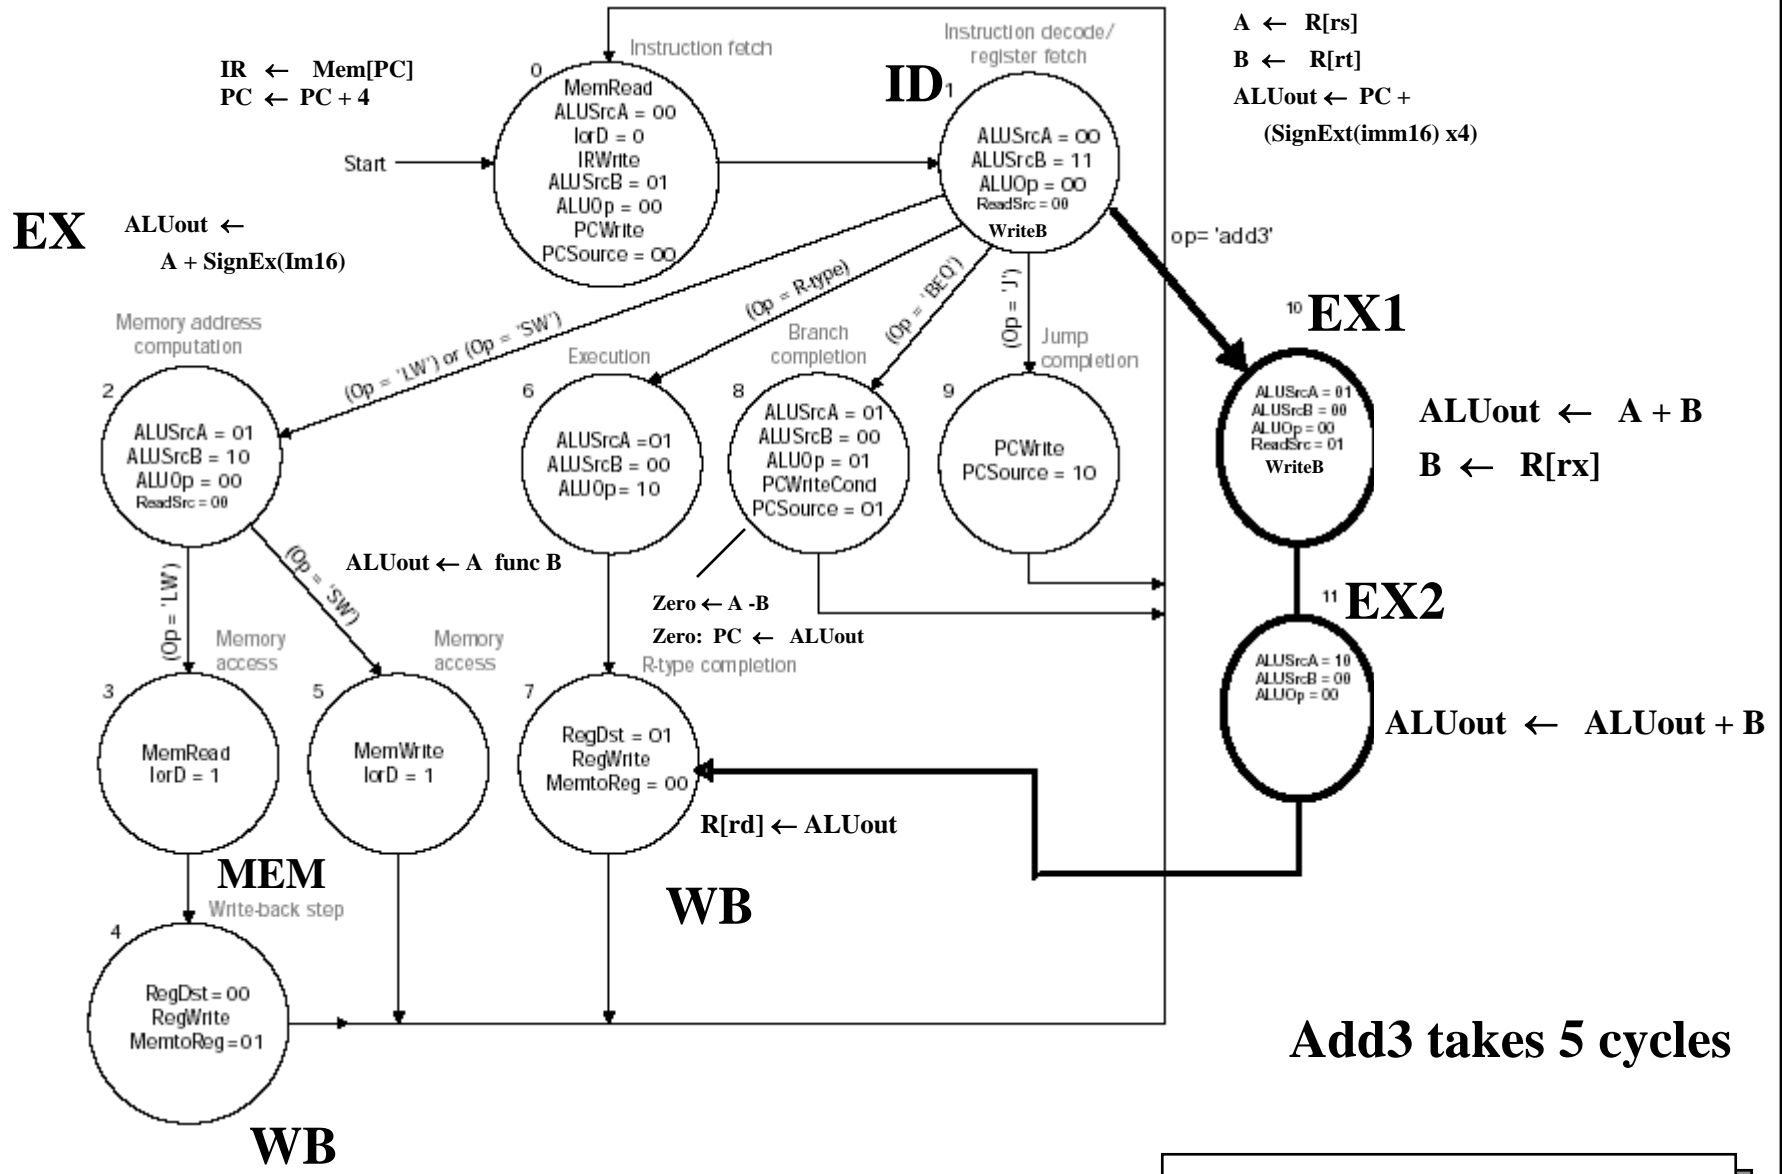 IR ← Mem[PC]
PC ← PC + 4
Instruction fetch
0
MemRead
ALUSrcA = 00
IorD = 0
IRWrite
ALUSrcB = 01
ALUOp = 00
PCWrite
PCSource = 00
Start
Instruction decode/
register fetch
ID
1
ALUSrcA = 00
ALUSrcB = 11
ALUOp = 00
ReadSrc = 00
WriteB
A ← R[rs]
B ← R[rt]
ALUout ← PC +
(SignExt(imm16) x4)
EX
ALUout ←
A + SignEx(Im16)
(Op = 'LW') or (Op = 'SW')
(Op = R-type)
(Op = 'BEQ')
(Op = 'J')
op= 'add3'
Memory address
computation
2
ALUSrcA = 01
ALUSrcB = 10
ALUOp = 00
ReadSrc = 00
Execution
6
ALUSrcA =01
ALUSrcB = 00
ALUOp= 10
Branch
completion
8
ALUSrcA = 01
ALUSrcB = 00
ALUOp = 01
PCWriteCond
PCSource = 01
Jump
completion
9
PCWrite
PCSource = 10
10
EX1
ALUSrcA = 01
ALUSrcB = 00
ALUOp = 00
ReadSrc = 01
WriteB
ALUout ← A + B
B ← R[rx]
(Op = 'LW')
(Op = 'SW')
ALUout ← A func B
Zero ← A -B
Zero: PC ← ALUout
11
EX2
ALUSrcA = 10
ALUSrcB = 00
ALUOp = 00
ALUout ← ALUout + B
Memory
access
3
MemRead
IorD = 1
Memory
access
5
MemWrite
IorD = 1
R-type completion
7
RegDst = 01
RegWrite
MemtoReg = 00
R[rd] ← ALUout
MEM
WB
Write-back step
4
RegDst = 00
RegWrite
MemtoReg=01
WB
Add3 takes 5 cycles